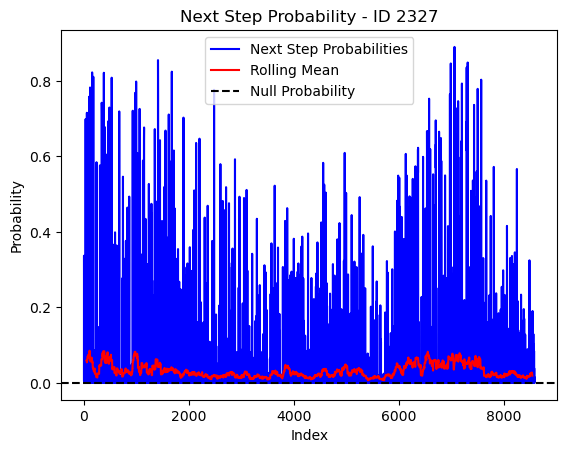 Next Step Probability - ID 2327
Next Step Probabilities
Rolling Mean
Null Probability
Probability
0.8
0.6
0.4
0.2
0.0
0
2000
4000
6000
8000
Index